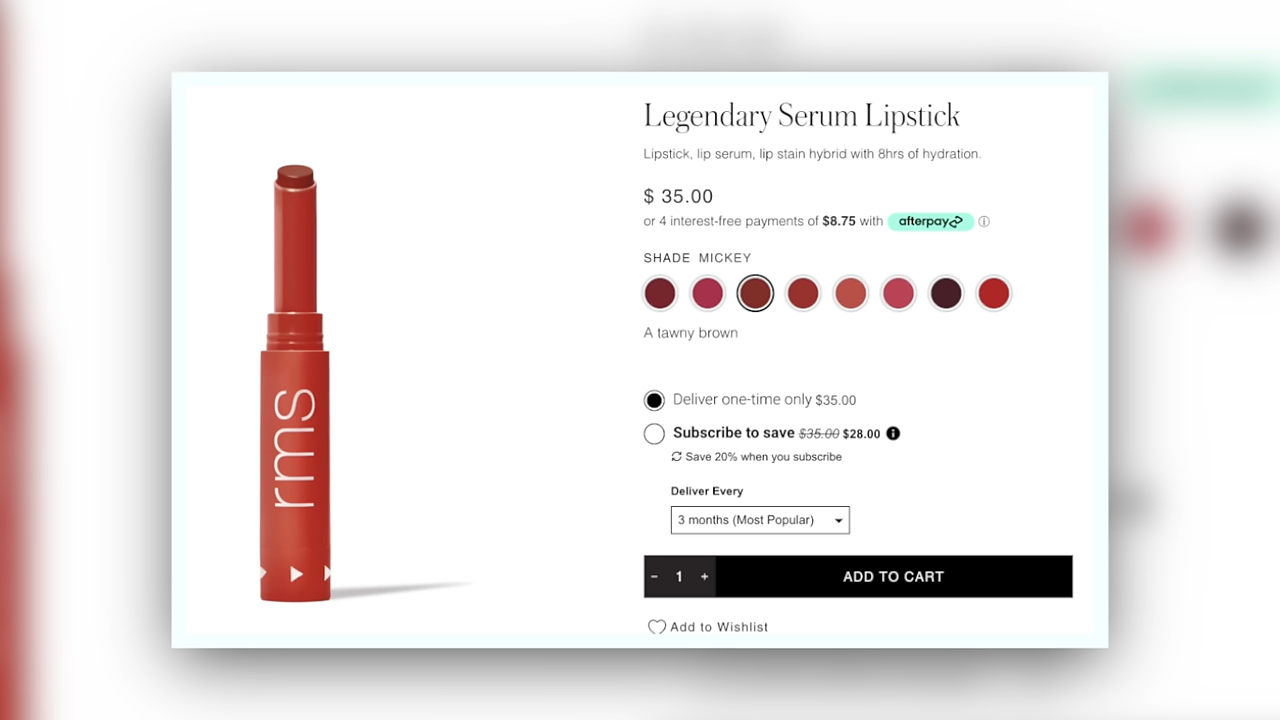 Legendary Serum Lipstick
Lipstick, lip serum, lip stain hybrid with 8hrs of hydration.
$ 35.00
or 4 interest-free payments of $8.75 with afterpay
SHADE MICKEY
A tawny brown
Deliver one-time only $35.00
Subscribe to save $35.00 $28.00
Save 20% when you subscribe
Deliver Every
3 months (Most Popular)
- 1 + ADD TO CART
Add to Wishlist
rms